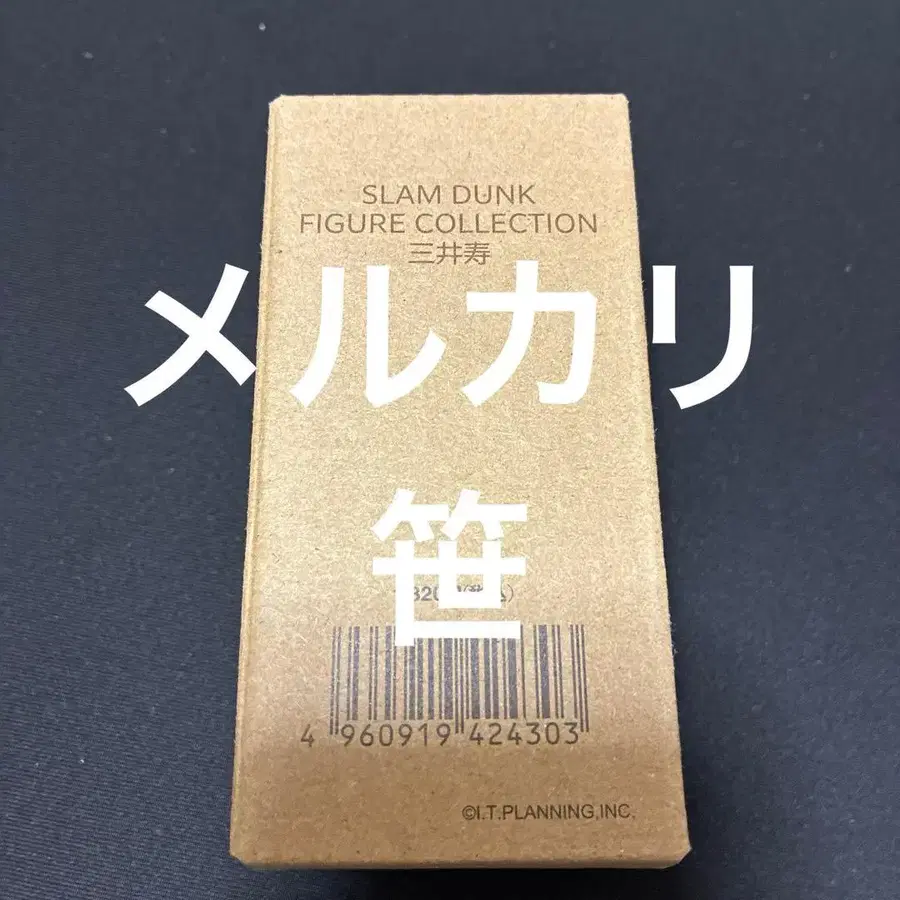 SLAM DUNK
FIGURE COLLECTION
三井寿
メルカリ
笹
4 960919 424303
©I.T.PLANNING,INC.